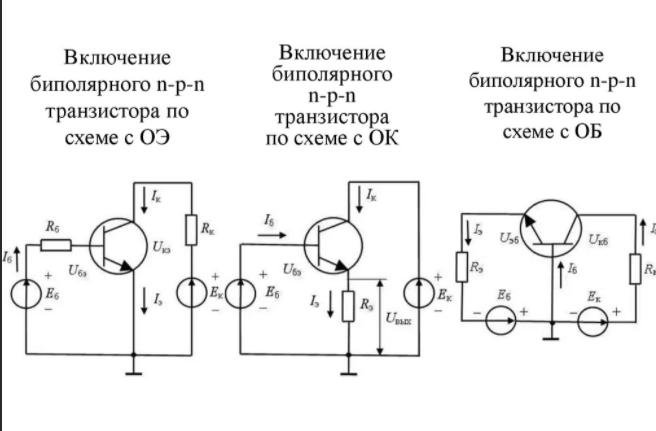 Включение
биполярного n-p-n
транзистора по
схеме с ОЭ
Включение
биполярного
n-p-n
транзистора
по схеме с ОК
Включение
биполярного n-p-n
транзистора по
схеме с ОБ
Iк
Rб
Rк
Iб
Uкэ
Uбэ
+
Eб
−
Iэ
+
Eк
−
Iк
Iб
Uбэ
+
Eб
−
Iэ
Rэ
Uвых
+
Eк
−
Iэ
Uэб
Uкб
Rэ
Iб
Eб
−
+
Eк
−
+